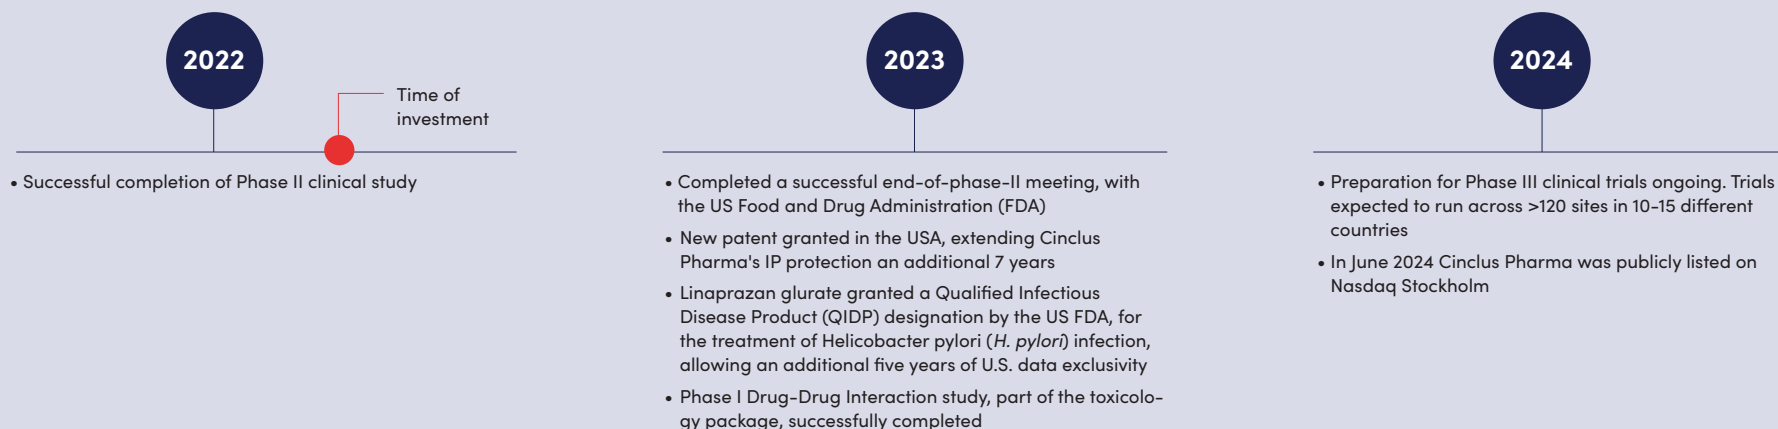 2022
Time of
investment
• Successful completion of Phase II clinical study
2023
• Completed a successful end-of-phase-II meeting, with
the US Food and Drug Administration (FDA)
• New patent granted in the USA, extending Cinclus
Pharma's IP protection an additional 7 years
• Linaprazan glurate granted a Qualified Infectious
Disease Product (QIDP) designation by the US FDA, for
the treatment of Helicobacter pylori (H. pylori) infection,
allowing an additional five years of U.S. data exclusivity
• Phase I Drug-Drug Interaction study, part of the toxicolo-
gy package, successfully completed
2024
• Preparation for Phase III clinical trials ongoing. Trials
expected to run across >120 sites in 10-15 different
countries
• In June 2024 Cinclus Pharma was publicly listed on
Nasdaq Stockholm